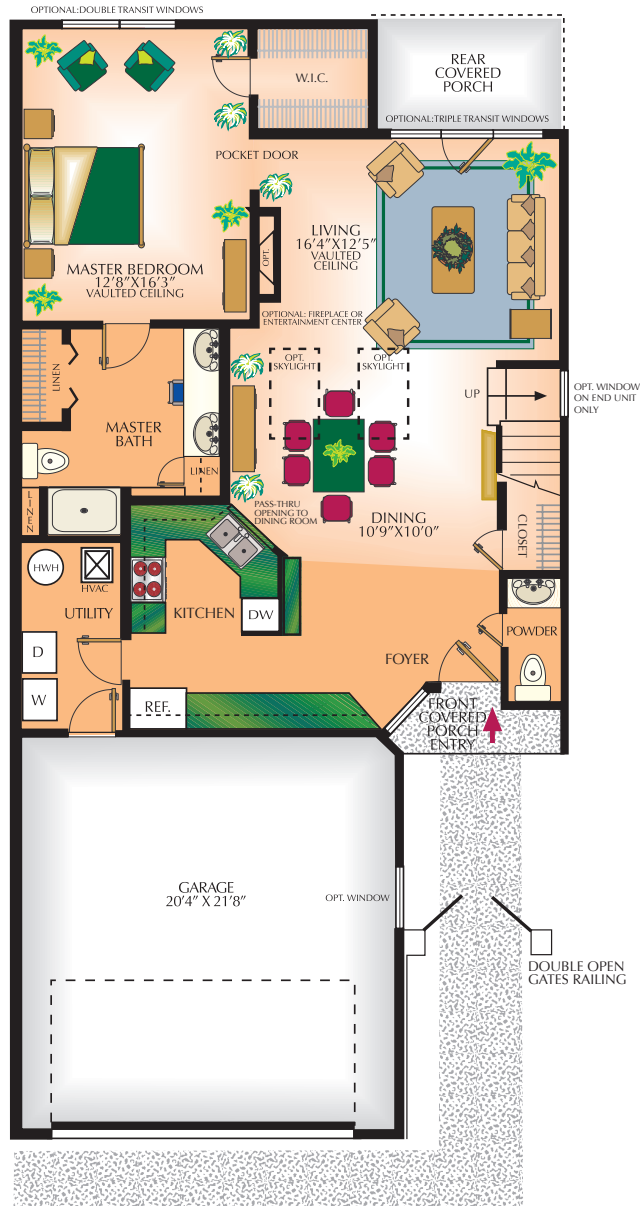 OPTIONAL:DOUBLE TRANSIT WINDOWS
W.I.C.
REAR
COVERED
PORCH
OPTIONAL:TRIPLE TRANSIT WINDOWS
POCKET DOOR
LIVING
16'4"X12'5"
VAULTED
CEILING
OPT.
MASTER BEDROOM
12'8"X16'3"
VAULTED CEILING
OPTIONAL: FIREPLACE OR
ENTERTAINMENT CENTER
OPT.
SKYLIGHT
OPT.
SKYLIGHT
LINEN
UP
OPT. WINDOW
ON END UNIT
ONLY
MASTER
BATH
LINEN
LINEN
PASS-THRU
OPENING TO
DINING ROOM
DINING
10'9"X10'0"
CLOSET
HWH
HVAC
UTILITY
KITCHEN
DW
POWDER
D
FOYER
W
REF.
FRONT
COVERED
PORCH
ENTRY
GARAGE
20'4" X 21'8"
OPT. WINDOW
DOUBLE OPEN
GATES RAILING